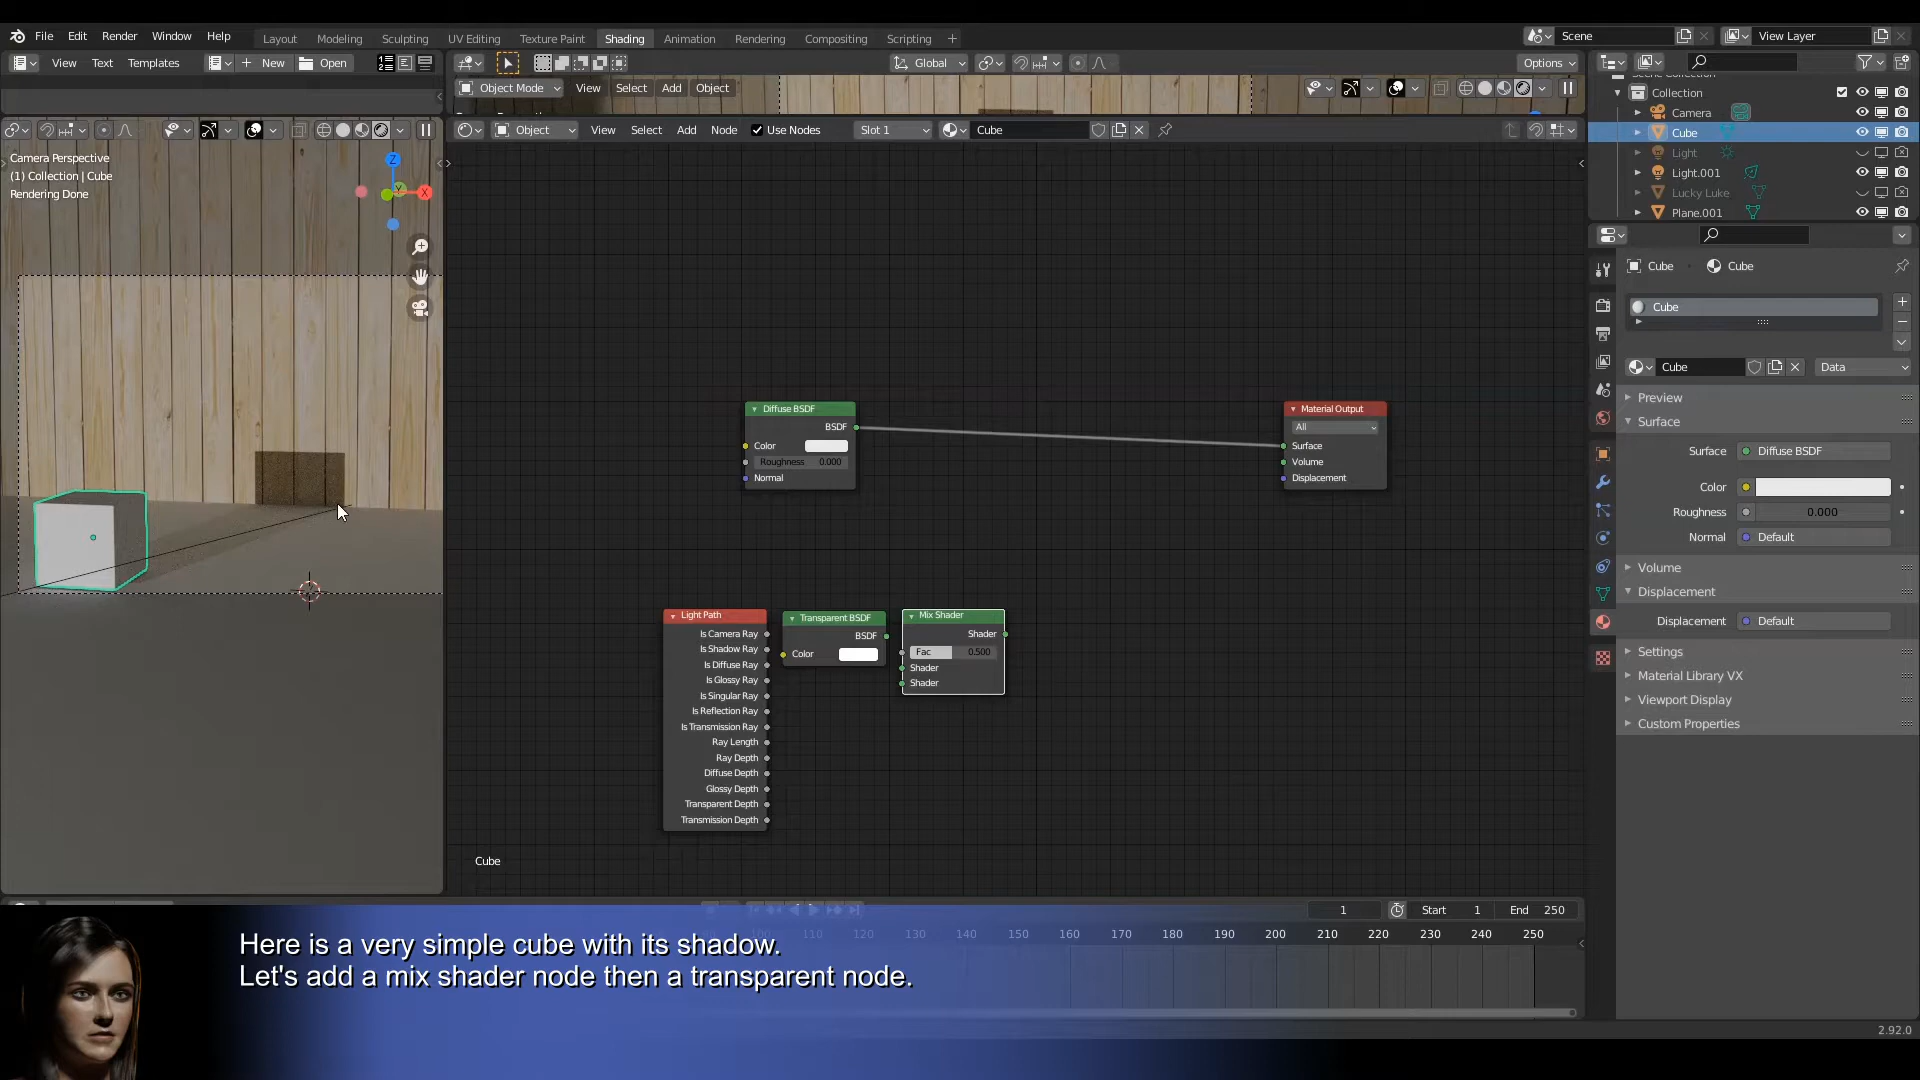 File Edit Render Window Help
Layout Modeling Sculpting UV Editing Texture Paint Shading Animation Rendering Compositing Scripting
Scene
View Layer
View Text Templates
New
Open
Global
Options
Object Mode View Select Add Object
Object View Select Add Node Use Nodes Slot 1 Cube
Camera Perspective
(1) Collection | Cube
Rendering Done
Z
Y
X
Collection
Camera
Cube
Light
Light.001
Lucky Luke
Plane.001
Diffuse BSDF
BSDF
Color
Roughness 0.000
Normal
Material Output
All
Surface
Volume
Displacement
Light Path
Is Camera Ray
Is Shadow Ray
Is Diffuse Ray
Is Glossy Ray
Is Singular Ray
Is Reflection Ray
Is Transmission Ray
Ray Length
Ray Depth
Diffuse Depth
Glossy Depth
Transparent Depth
Transmission Depth
Transparent BSDF
BSDF
Color
Mix Shader
Shader
Fac 0.500
Shader
Shader
Cube
Cube Cube
Cube
Cube Data
Preview
Surface
Surface Diffuse BSDF
Color
Roughness 0.000
Normal Default
Volume
Displacement
Displacement Default
Settings
Material Library VX
Viewport Display
Custom Properties
1 Start 1 End 250
110 120 130 140 150 160 170 180 190 200 210 220 230 240 250
Here is a very simple cube with its shadow.
Let's add a mix shader node then a transparent node.
2.92.0